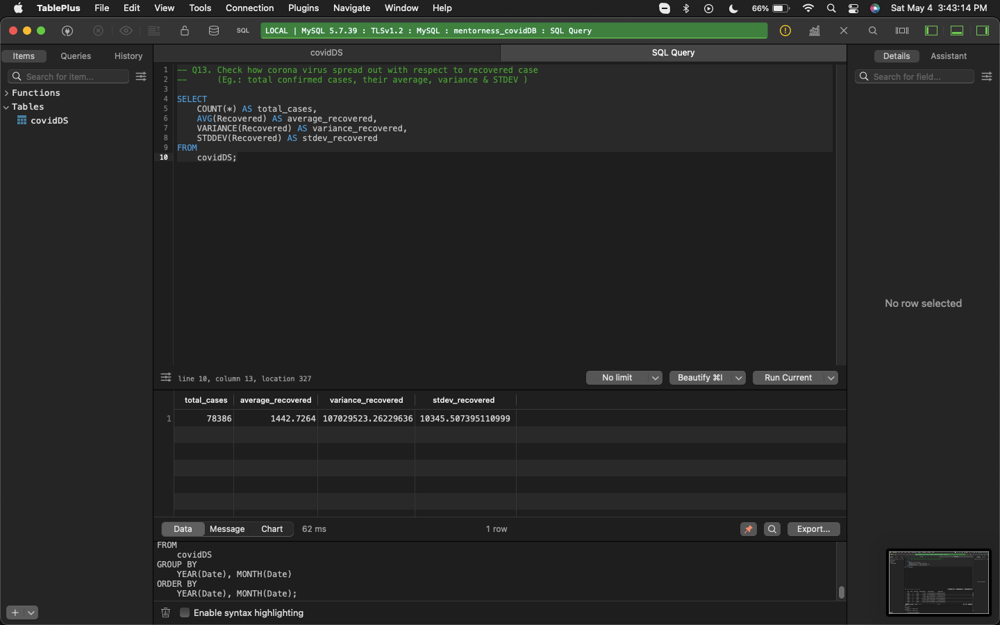 TablePlus File Edit View Tools Connection Plugins Navigate Window Help 66% Sat May 4 3:43:14 PM
SQL LOCAL | MySQL 5.7.39 : TLSv1.2 : MySQL : mentorness_covidDB : SQL Query
Items Queries History
covidDS SQL Query
Details Assistant
Search for item...
Search for field...
Functions
Tables
covidDS
1 -- Q13. Check how corona virus spread out with respect to recovered case
2 -- (Eg.: total confirmed cases, their average, variance & STDEV )
3
4 SELECT
5 COUNT(*) AS total_cases,
6 AVG(Recovered) AS average_recovered,
7 VARIANCE(Recovered) AS variance_recovered,
8 STDDEV(Recovered) AS stdev_recovered
9 FROM
10 covidDS;
No row selected
line 10, column 13, location 327
No limit Beautify ⌘I Run Current
total_cases average_recovered variance_recovered stdev_recovered
1 78386 1442.7264 107029523.26229636 10345.507395110999
Data Message Chart 62 ms 1 row Export...
FROM
covidDS
GROUP BY
YEAR(Date), MONTH(Date)
ORDER BY
YEAR(Date), MONTH(Date);
Enable syntax highlighting